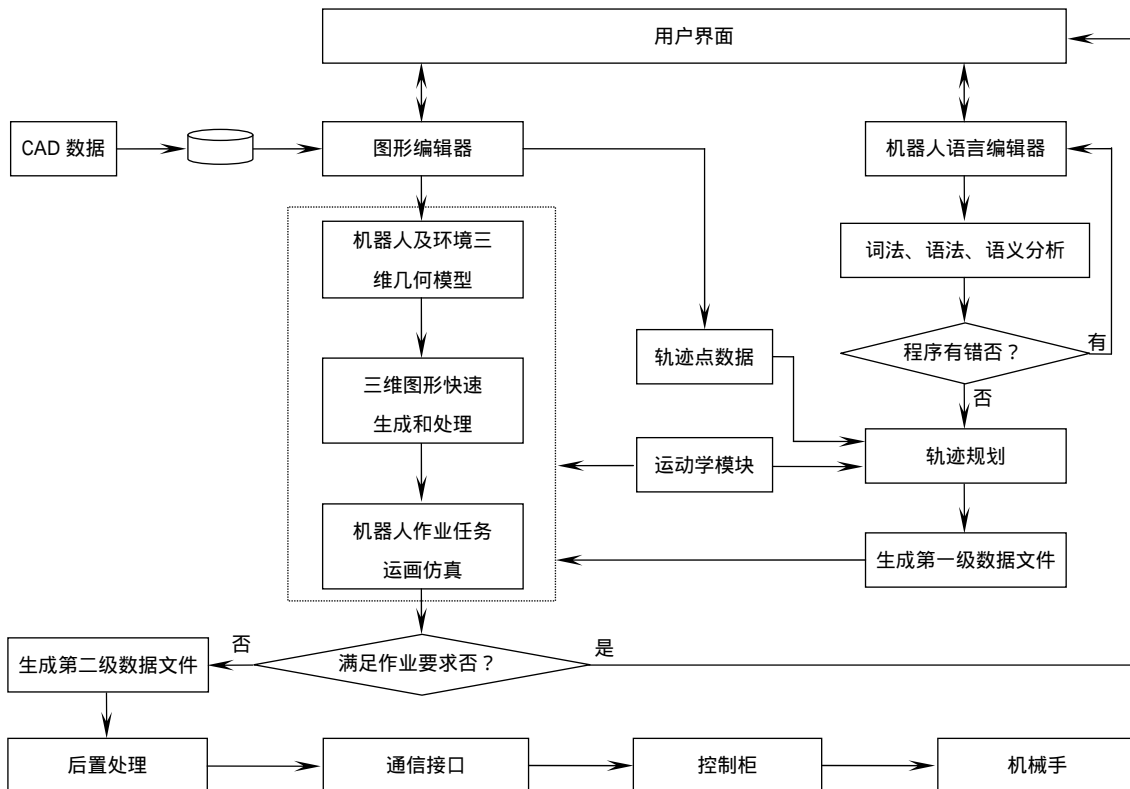 用户界面
CAD 数据
图形编辑器
机器人语言编辑器
机器人及环境三
维几何模型
词法、语法、语义分析
程序有错否？
有
轨迹点数据
三维图形快速
生成和处理
否
运动学模块
轨迹规划
机器人作业任务
运画仿真
生成第一级数据文件
否
满足作业要求否？
是
生成第二级数据文件
后置处理
通信接口
控制柜
机械手